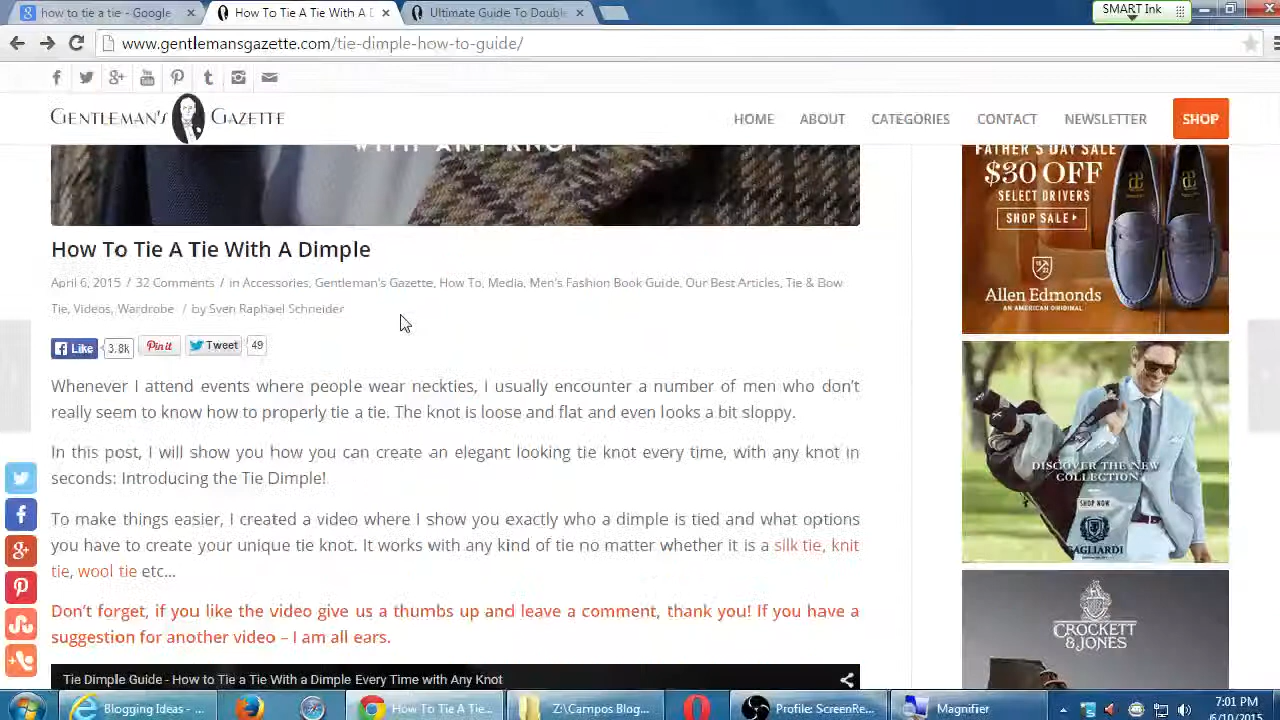 how to tie a tie - Google
How To Tie A Tie With A D
Ultimate Guide To Double
SMART Ink
www.gentlemansgazette.com/tie-dimple-how-to-guide/
GENTLEMAN'S GAZETTE
HOME
ABOUT
CATEGORIES
CONTACT
NEWSLETTER
SHOP
WITH ANY KNOT
FATHER'S DAY SALE
$30 OFF
SELECT DRIVERS
SHOP SALE
Allen Edmonds
AN AMERICAN ORIGINAL
How To Tie A Tie With A Dimple
April 6, 2015 / 32 Comments / in Accessories, Gentleman's Gazette, How To, Media, Men's Fashion Book Guide, Our Best Articles, Tie & Bow
Tie, Videos, Wardrobe / by Sven Raphael Schneider
Like 3.8k Pin it Tweet 49
Whenever I attend events where people wear neckties, I usually encounter a number of men who don't
really seem to know how to properly tie a tie. The knot is loose and flat and even looks a bit sloppy.
In this post, I will show you how you can create an elegant looking tie knot every time, with any knot in
seconds: Introducing the Tie Dimple!
To make things easier, I created a video where I show you exactly who a dimple is tied and what options
you have to create your unique tie knot. It works with any kind of tie no matter whether it is a silk tie, knit
tie, wool tie etc...
Don't forget, if you like the video give us a thumbs up and leave a comment, thank you! If you have a
suggestion for another video – I am all ears.
Tie Dimple Guide - How to Tie a Tie With a Dimple Every Time with Any Knot
DISCOVER THE NEW
COLLECTION
SHOP NOW
GAGLIARDI
CROCKETT
& JONES
Blogging Ideas - ...
How To Tie A Tie...
Z:\Campos Blog...
Profile: ScreenRe...
Magnifier
7:01 PM
6/10/2015